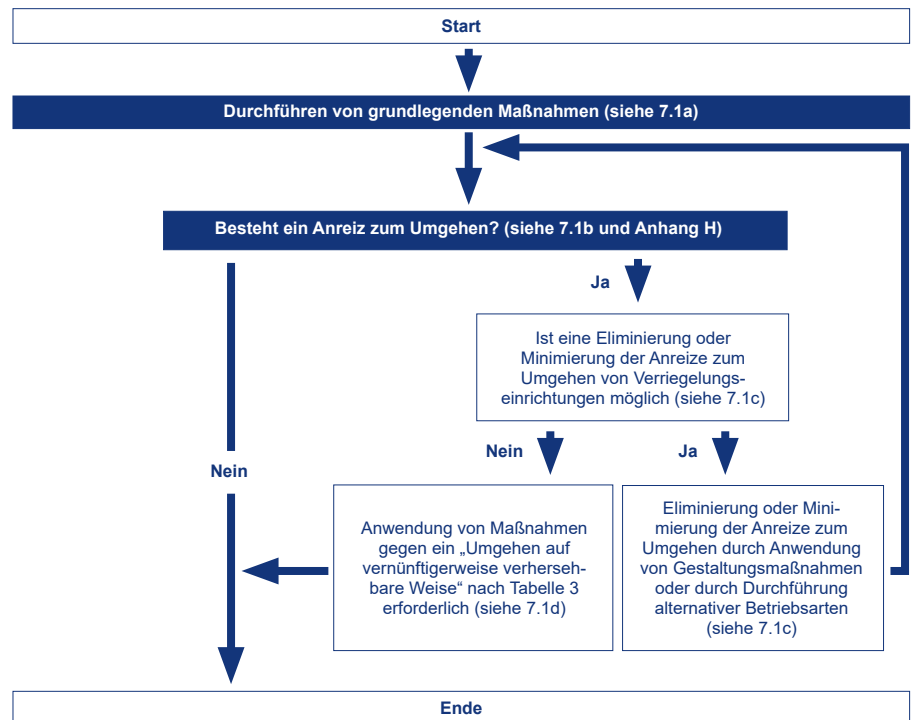 Start
Durchführen von grundlegenden Maßnahmen (siehe 7.1a)
Besteht ein Anreiz zum Umgehen? (siehe 7.1b und Anhang H)
Ja
Ist eine Eliminierung oder
Minimierung der Anreize zum
Umgehen von Verriegelungs-
einrichtungen möglich (siehe 7.1c)
Nein
Nein
Ja
Anwendung von Maßnahmen
gegen ein „Umgehen auf
vernünftigerweise verhersеh-
bare Weise“ nach Tabelle 3
erforderlich (siehe 7.1d)
Eliminierung oder Mini-
mierung der Anreize zum
Umgehen durch Anwendung
von Gestaltungsmaßnahmen
oder durch Durchführung
alternativer Betriebsarten
(siehe 7.1c)
Ende